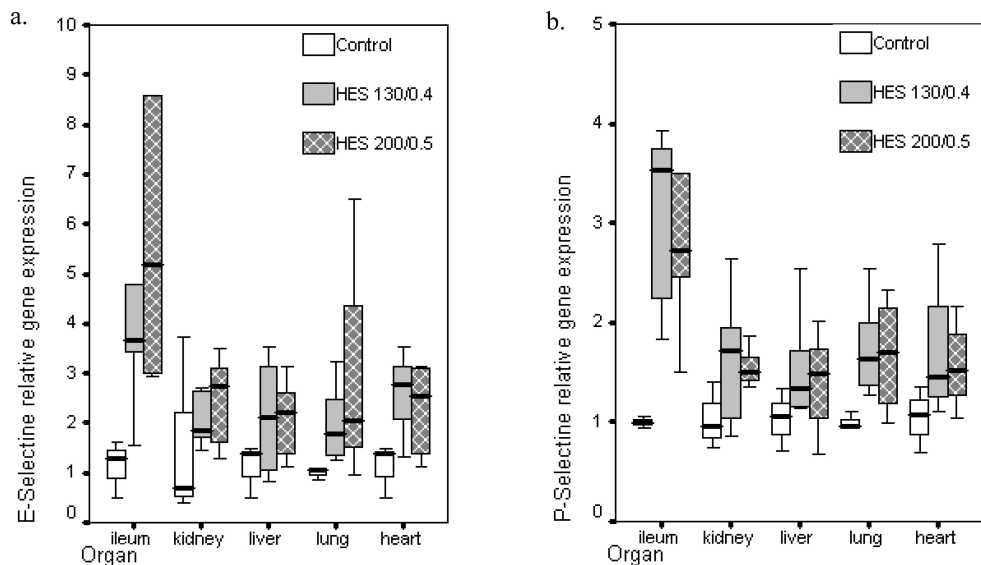 a.
E-Selectine relative gene expression
10
9
8
7
6
5
4
3
2
1
0
Control
HES 130/0.4
HES 200/0.5
ileum kidney liver lung heart
Organ
b.
P-Selectine relative gene expression
5
4
3
2
1
0
Control
HES 130/0.4
HES 200/0.5
ileum kidney liver lung heart
Organ